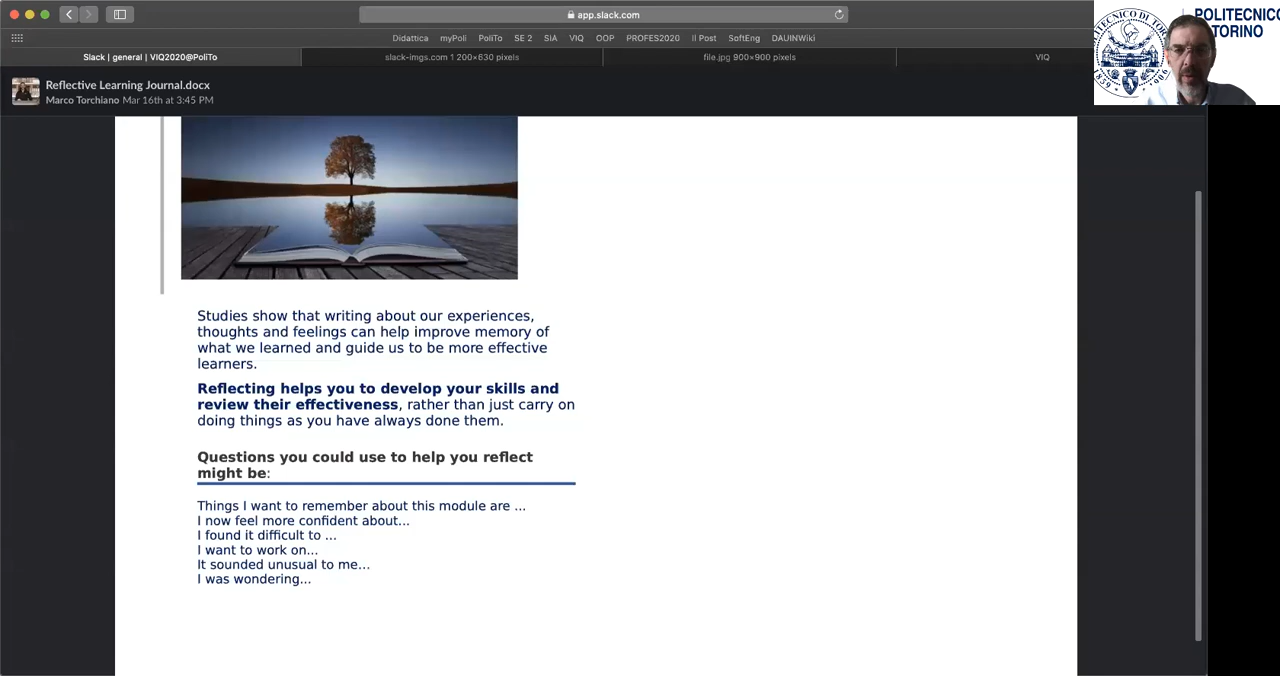 app.slack.com
POLITECNICO
TORINO
Didattica myPoli PoliTo SE 2 SIA VIQ OOP PROFES2020 il Post SoftEng DAUINWiki
Slack | general | VIQ2020@PoliTo
slack-imgs.com 1 200×630 pixels
file.jpg 900×900 pixels
VIQ
Reflective Learning Journal.docx
Marco Torchiano Mar 16th at 3:45 PM
Studies show that writing about our experiences,
thoughts and feelings can help improve memory of
what we learned and guide us to be more effective
learners.
Reflecting helps you to develop your skills and
review their effectiveness, rather than just carry on
doing things as you have always done them.
Questions you could use to help you reflect
might be:
Things I want to remember about this module are ...
I now feel more confident about...
I found it difficult to ...
I want to work on...
It sounded unusual to me...
I was wondering...